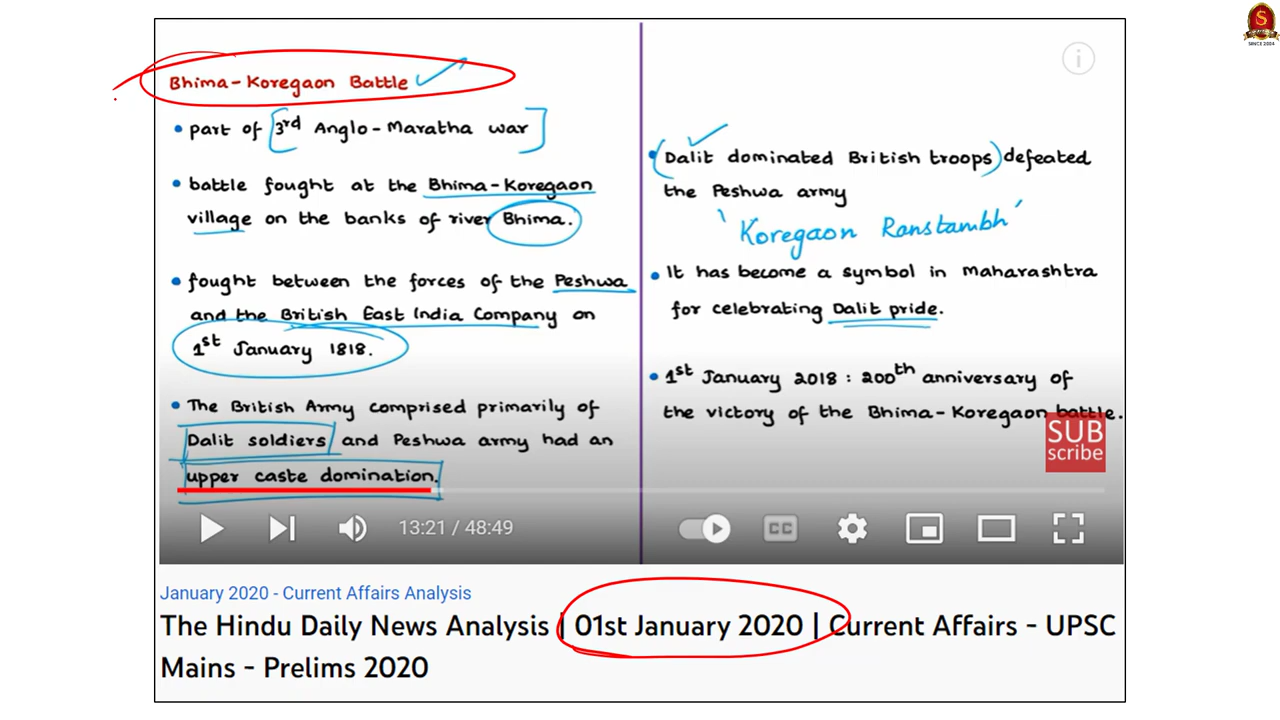 Bhima-Koregaon Battle
• part of [3rd Anglo-Maratha war]
• battle fought at the Bhima-Koregaon
village on the banks of river Bhima.
• fought between the forces of the Peshwa
and the British East India Company on
1st January 1818.
• The British Army comprised primarily of
Dalit soldiers and Peshwa army had an
upper caste domination.
• (Dalit dominated British troops) defeated
the Peshwa army
'Koregaon Ranstambh'
• It has become a symbol in Maharashtra
for celebrating Dalit pride.
• 1st January 2018 : 200th anniversary of
the victory of the Bhima-Koregaon battle.
SUB
scribe
13:21 / 48:49
CC
January 2020 - Current Affairs Analysis
The Hindu Daily News Analysis | 01st January 2020 | Current Affairs - UPSC
Mains - Prelims 2020
S
SINCE 2004